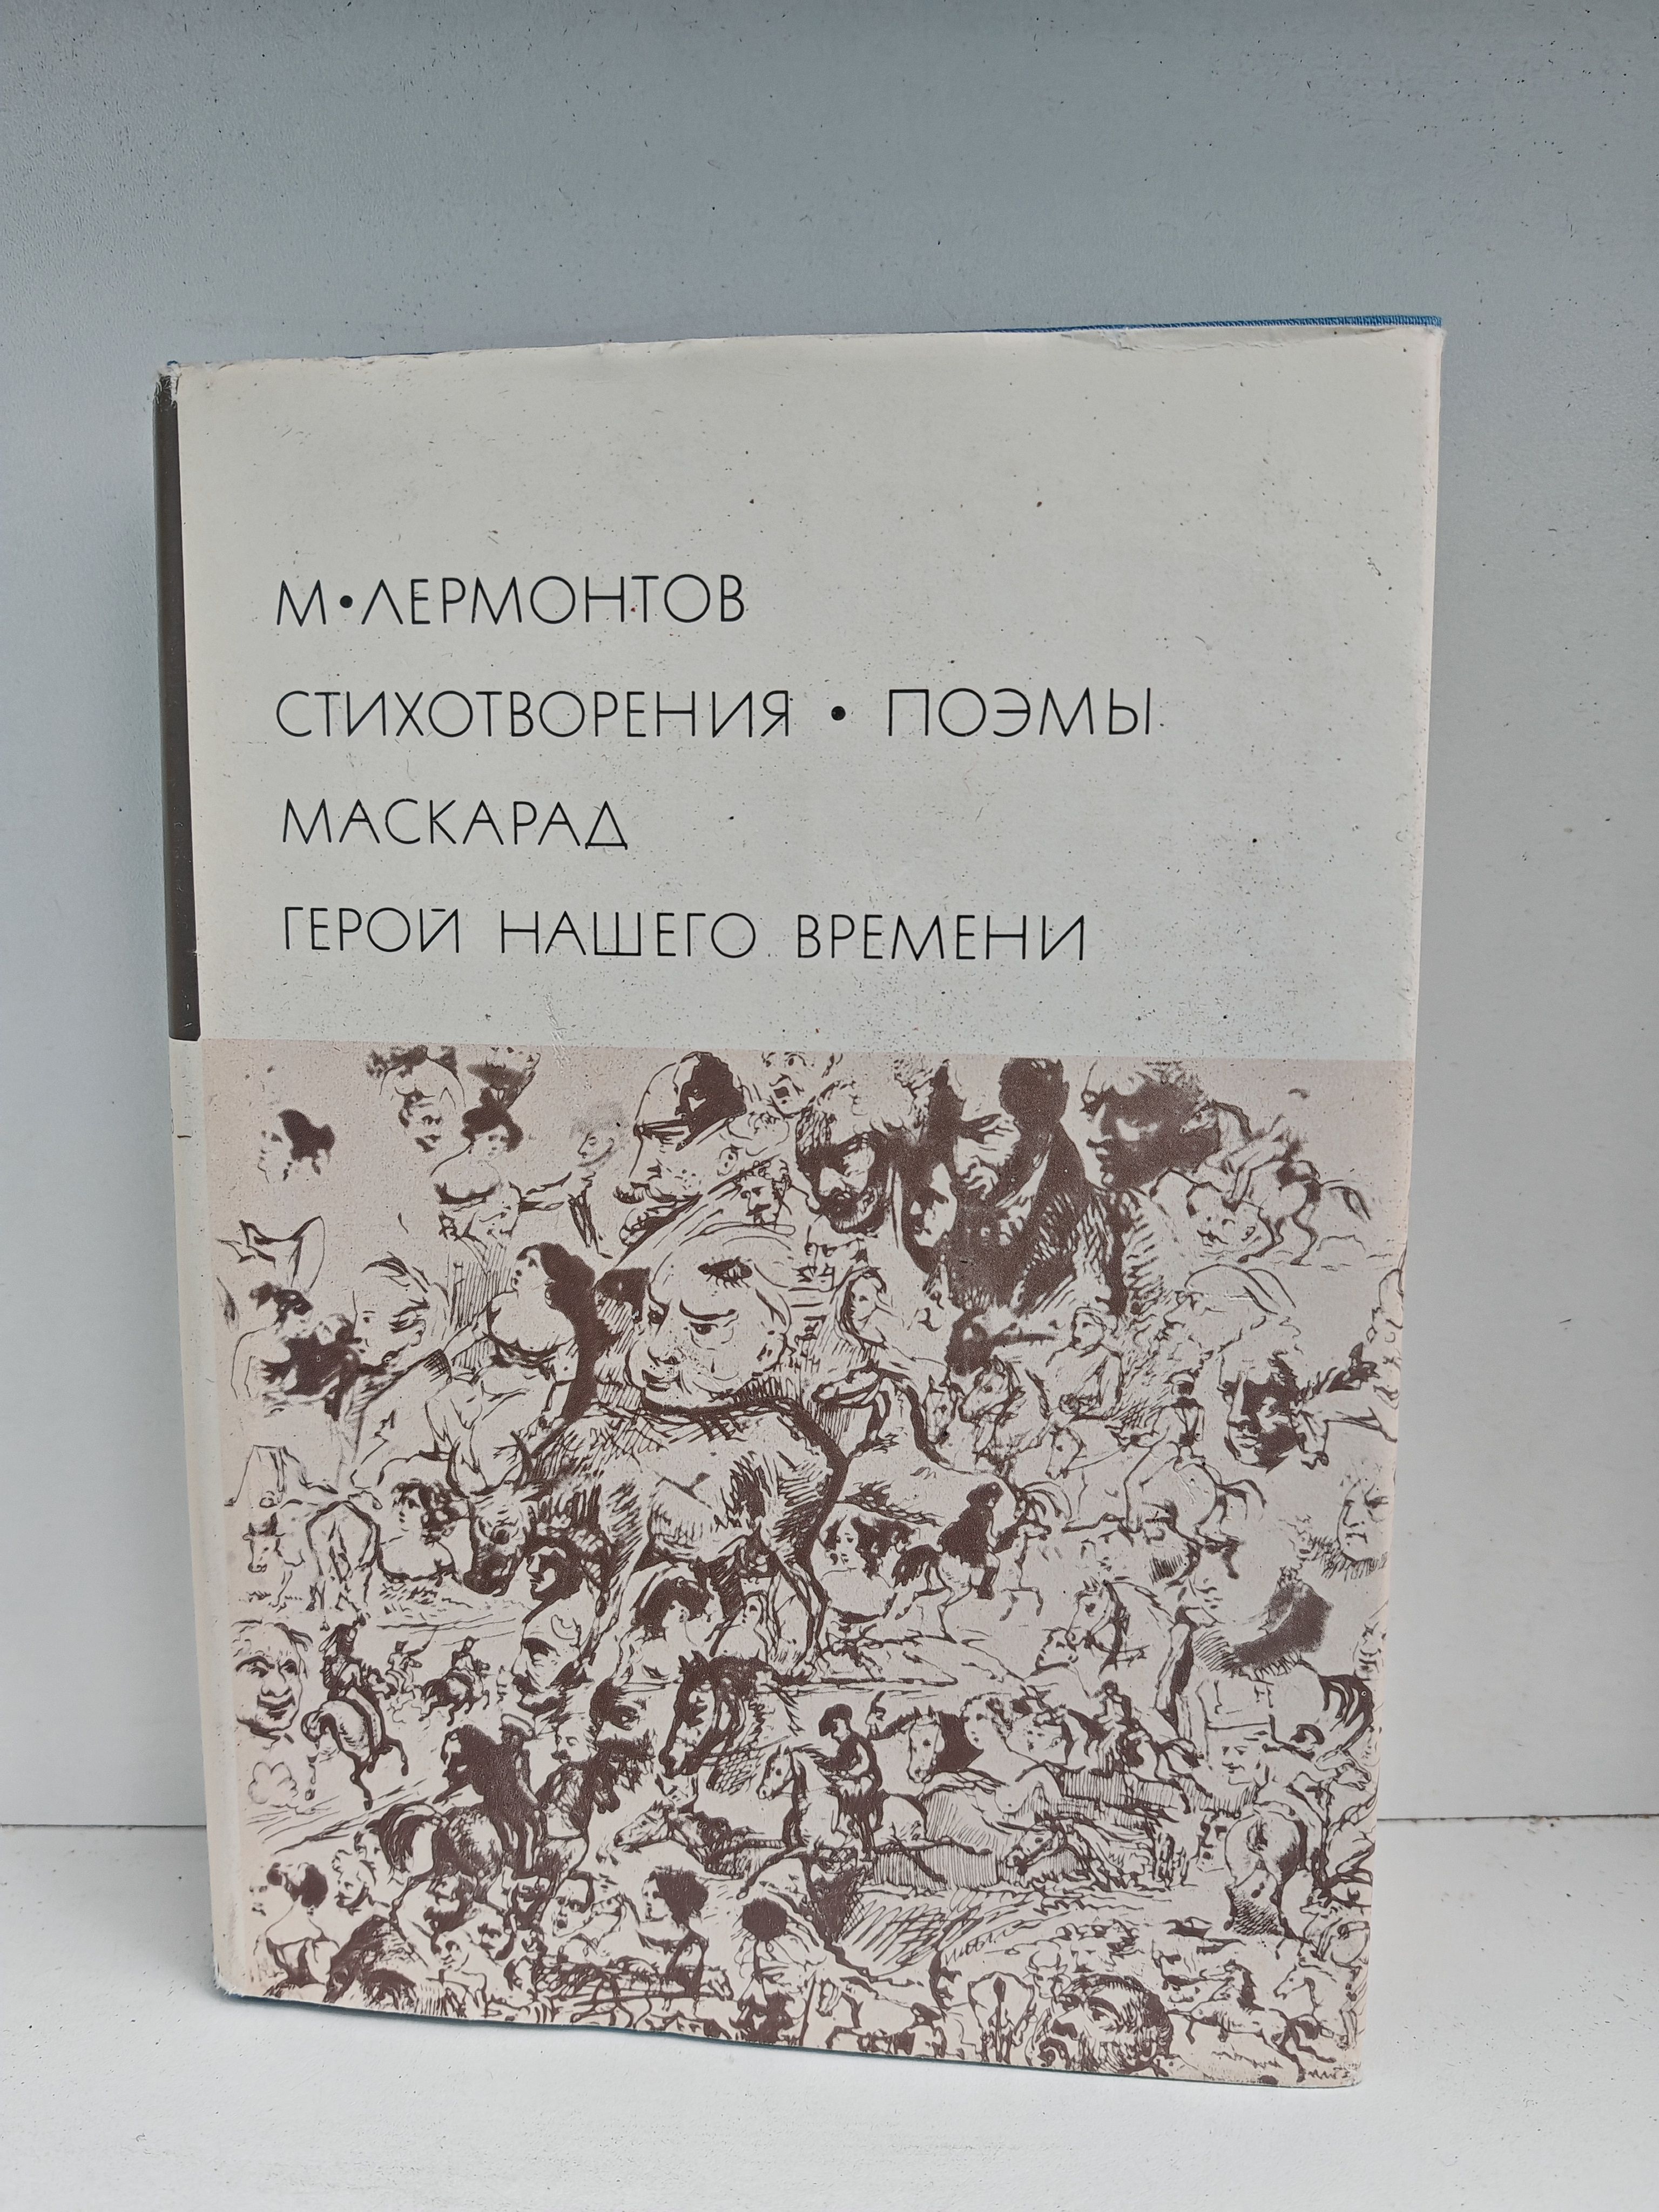 М•ЛЕРМОНТОВ
СТИХОТВОРЕНИЯ • ПОЭМЫ
МАСКАРАД
ГЕРОЙ НАШЕГО ВРЕМЕНИ